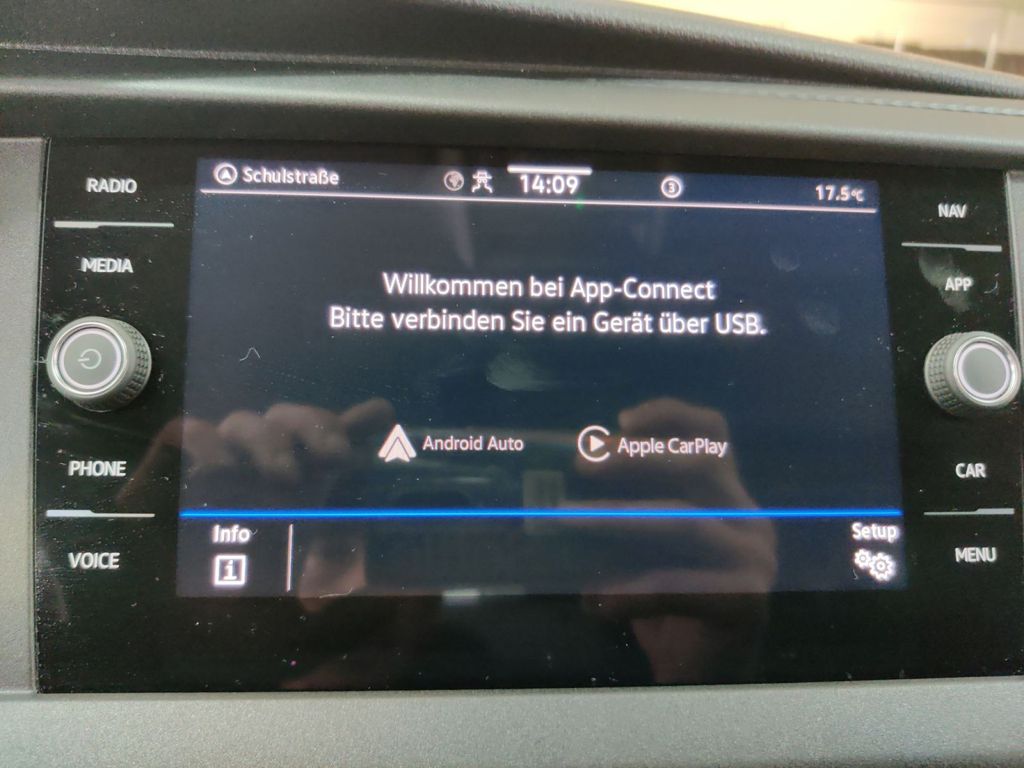 RADIO
MEDIA
PHONE
VOICE
Schulstraße
14:09
3
17.5°C
Willkommen bei App-Connect
Bitte verbinden Sie ein Gerät über USB.
Android Auto
Apple CarPlay
Info
i
Setup
NAV
APP
CAR
MENU